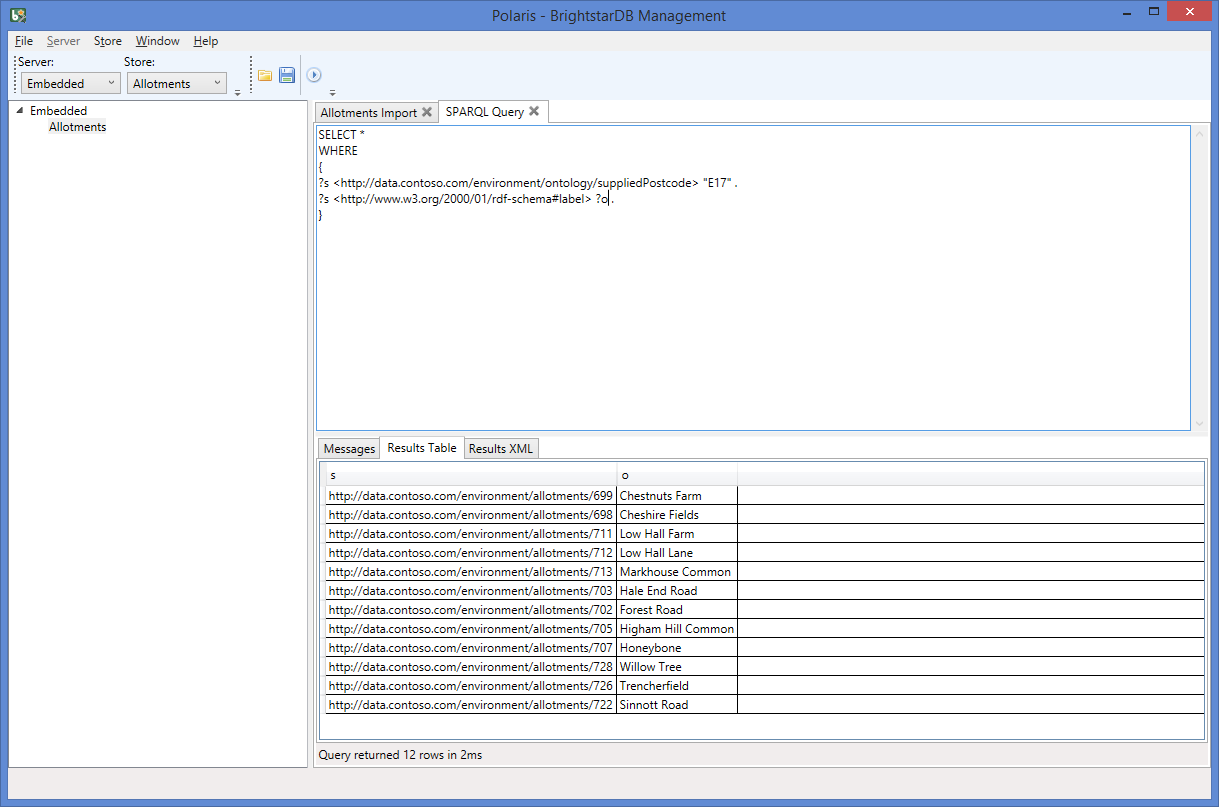 Polaris - BrightstarDB Management
File Server Store Window Help
Server: Store:
Embedded Allotments
Embedded
Allotments
Allotments Import SPARQL Query
SELECT *
WHERE
{
?s <http://data.contoso.com/environment/ontology/suppliedPostcode> "E17" .
?s <http://www.w3.org/2000/01/rdf-schema#label> ?o .
}
Messages Results Table Results XML
s o
http://data.contoso.com/environment/allotments/699 Chestnuts Farm
http://data.contoso.com/environment/allotments/698 Cheshire Fields
http://data.contoso.com/environment/allotments/711 Low Hall Farm
http://data.contoso.com/environment/allotments/712 Low Hall Lane
http://data.contoso.com/environment/allotments/713 Markhouse Common
http://data.contoso.com/environment/allotments/703 Hale End Road
http://data.contoso.com/environment/allotments/702 Forest Road
http://data.contoso.com/environment/allotments/705 Higham Hill Common
http://data.contoso.com/environment/allotments/707 Honeybone
http://data.contoso.com/environment/allotments/728 Willow Tree
http://data.contoso.com/environment/allotments/726 Trencherfield
http://data.contoso.com/environment/allotments/722 Sinnott Road
Query returned 12 rows in 2ms